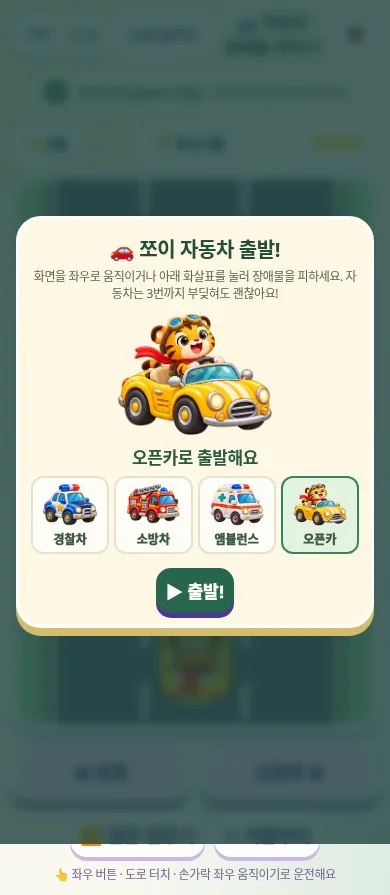 쪼이 자동차 출발!
화면을 좌우로 움직이거나 아래 화살표를 눌러 장애물을 피하세요. 자
동차는 3번까지 부딪혀도 괜찮아요!
오픈카로 출발해요
경찰차 소방차 앰뷸런스 오픈카
▶ 출발!
좌우 버튼 · 도로 터치 · 손가락 좌우 움직이기로 운전해요